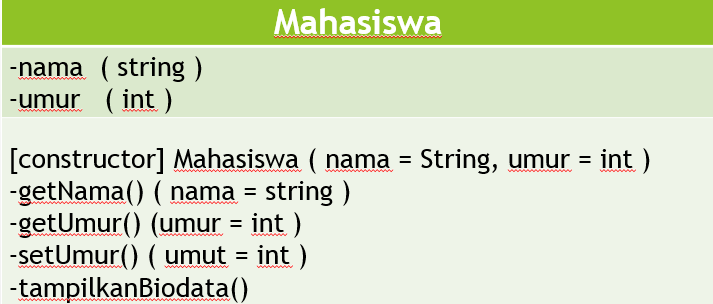 Mahasiswa
-nama ( string )
-umur ( int )
[constructor] Mahasiswa ( nama = String, umur = int )
-getNama() ( nama = string )
-getUmur() (umur = int )
-setUmur() ( umut = int )
-tampilkanBiodata()